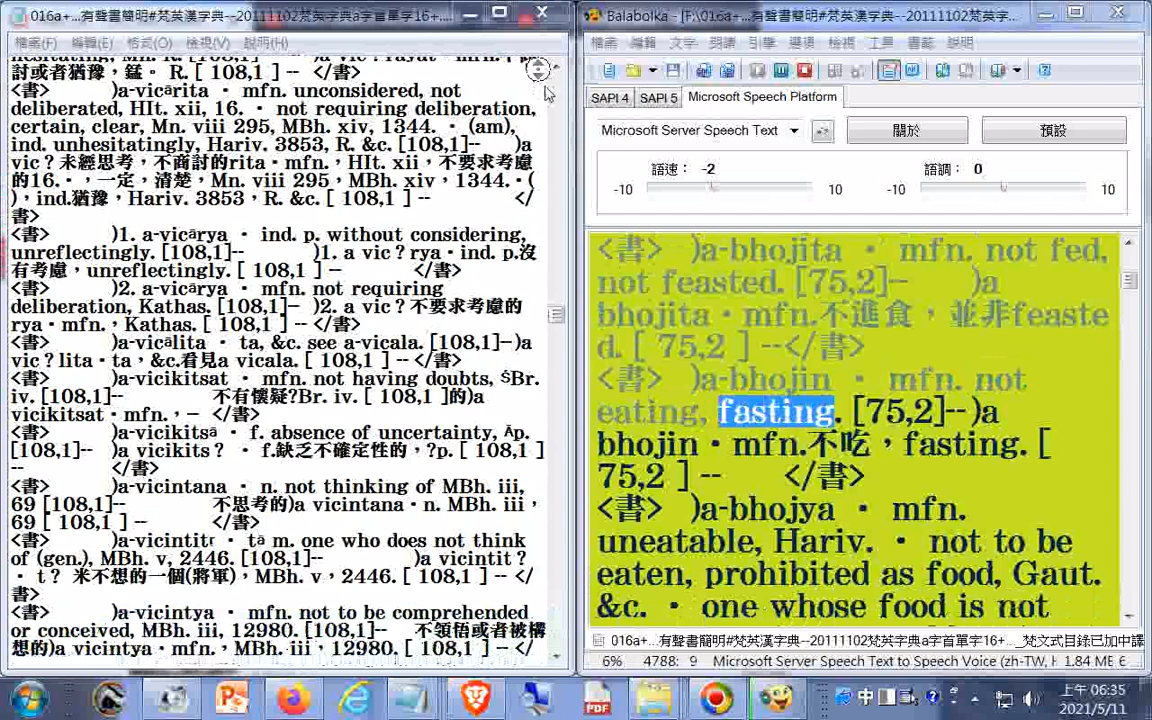 016a+...有聲書簡明#梵英漢字典--20111102梵英字典a字首單字16+...
檔案(F) 編輯(E) 格式(O) 檢視(V) 說明(H)
討或者猶豫，錳。 R. [ 108,1 ] -- </書>
<書> )a-vicārita ‧ mfn. unconsidered, not
deliberated, HIt. xii, 16. ‧ not requiring deliberation,
certain, clear, Mn. viii 295, MBh. xiv, 1344. ‧ (am),
ind. unhesitatingly, Hariv. 3853, R. &c. [108,1]-- )a
vic？未經思考，不商討的rita‧mfn.，HIt. xii，不要求考慮
的16.‧，一定，清楚，Mn. viii 295，MBh. xiv，1344.‧(
)，ind.猶豫，Hariv. 3853，R. &c. [ 108,1 ] -- </
書>
<書> )1. a-vicārya ‧ ind. p. without considering,
unreflectingly. [108,1]-- )1. a vic？rya‧ind. p.沒
有考慮，unreflectingly. [ 108,1 ] -- </書>
<書> )2. a-vicārya ‧ mfn. not requiring
deliberation, Kathas. [108,1]-- )2. a vic？不要求考慮的
rya‧mfn.，Kathas. [ 108,1 ] -- </書>
<書> )a-vicālita ‧ ta, &c. see a-vicala. [108,1]--)a
vic？lita‧ta，&c.看見a vicala. [ 108,1 ] -- </書>
<書> )a-vicikitsat ‧ mfn. not having doubts, ŚBr.
iv. [108,1]-- 不有懷疑?Br. iv. [ 108,1 ]的)a
vicikitsat‧mfn.，-- </書>
<書> )a-vicikitsā ‧ f. absence of uncertainty, Āp.
[108,1]-- )a vicikits？ ‧ f.缺乏不確定性的，?p. [ 108,1 ]
-- </書>
<書> )a-vicintana ‧ n. not thinking of MBh. iii,
69 [108,1]-- 不思考的)a vicintana‧n. MBh. iii，
69 [ 108,1 ] -- </書>
<書> )a-vicintitṛ ‧ tā m. one who does not think
of (gen.), MBh. v, 2446. [108,1]-- )a vicintit？
‧ t？ 米不想的一個(將軍)，MBh. v，2446. [ 108,1 ] -- </
書>
<書> )a-vicintya ‧ mfn. not to be comprehended
or conceived, MBh. iii, 12980. [108,1]-- 不領悟或者被構
想的)a vicintya‧mfn.，MBh. iii，12980. [ 108,1 ] -- </
Balabolka - [F:\016a+...有聲書簡明#梵英漢字典--20111102梵英字...
檔案 編輯 文字 朗讀 引擎 選項 檢視 工具 書籤 說明
SAPI 4 SAPI 5 Microsoft Speech Platform
Microsoft Server Speech Text 關於 預設
語速： -2 語調： 0
-10 10 -10 10
<書> )a-bhojita ‧ mfn. not fed,
not feasted. [75,2]-- )a
bhojita‧mfn.不進食，並非feaste
d. [ 75,2 ] --</書>
<書> )a-bhojin ‧ mfn. not
eating, fasting. [75,2]--)a
bhojin‧mfn.不吃，fasting. [
75,2 ] -- </書>
<書> )a-bhojya ‧ mfn.
uneatable, Hariv. ‧ not to be
eaten, prohibited as food, Gaut.
&c. ‧ one whose food is not
016a+...有聲書簡明#梵英漢字典--20111102梵英字典a字首單字16+..._梵文式目錄已加中譯
6% 4788: 9 Microsoft Server Speech Text to Speech Voice (zh-TW, H 1.84 MB 6
中 上午 06:35
2021/5/11